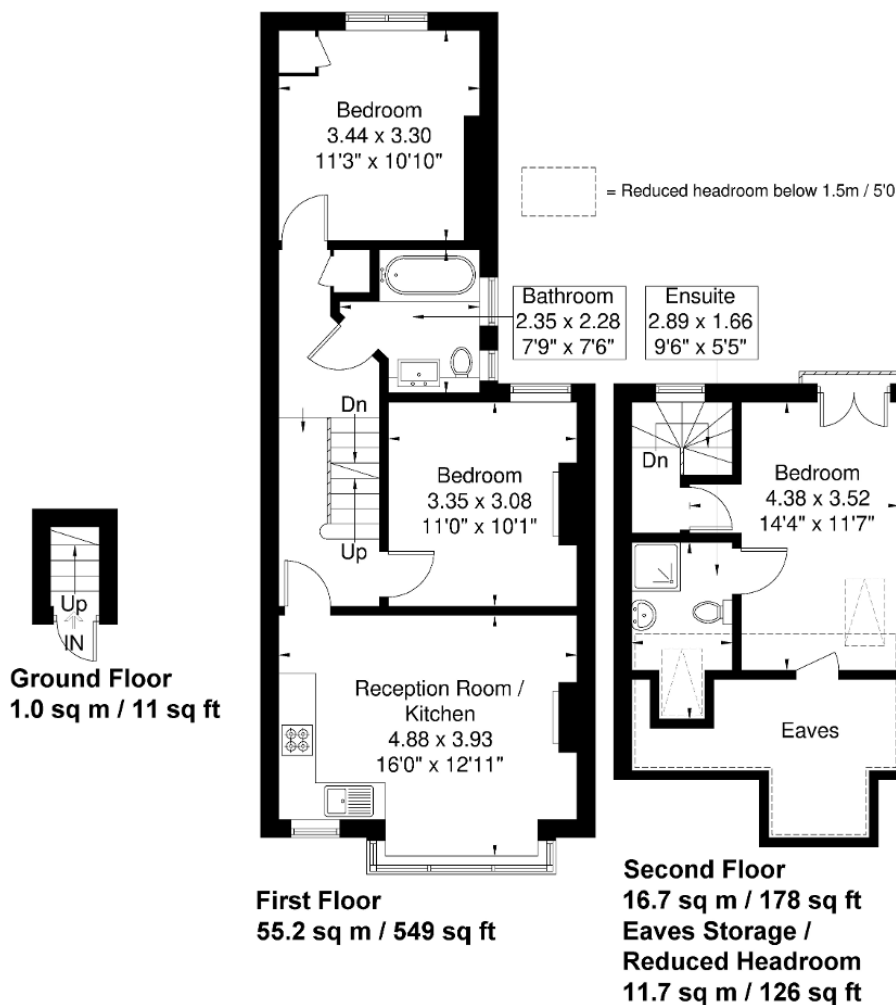 Bedroom
3.44 x 3.30
11'3" x 10'10"
= Reduced headroom below 1.5m / 5'0
Bathroom
2.35 x 2.28
7'9" x 7'6"
Ensuite
2.89 x 1.66
9'6" x 5'5"
Dn
Bedroom
3.35 x 3.08
11'0" x 10'1"
Up
Dn
Bedroom
4.38 x 3.52
14'4" x 11'7"
Up
IN
Ground Floor
1.0 sq m / 11 sq ft
Reception Room /
Kitchen
4.88 x 3.93
16'0" x 12'11"
Eaves
First Floor
55.2 sq m / 549 sq ft
Second Floor
16.7 sq m / 178 sq ft
Eaves Storage /
Reduced Headroom
11.7 sq m / 126 sq ft